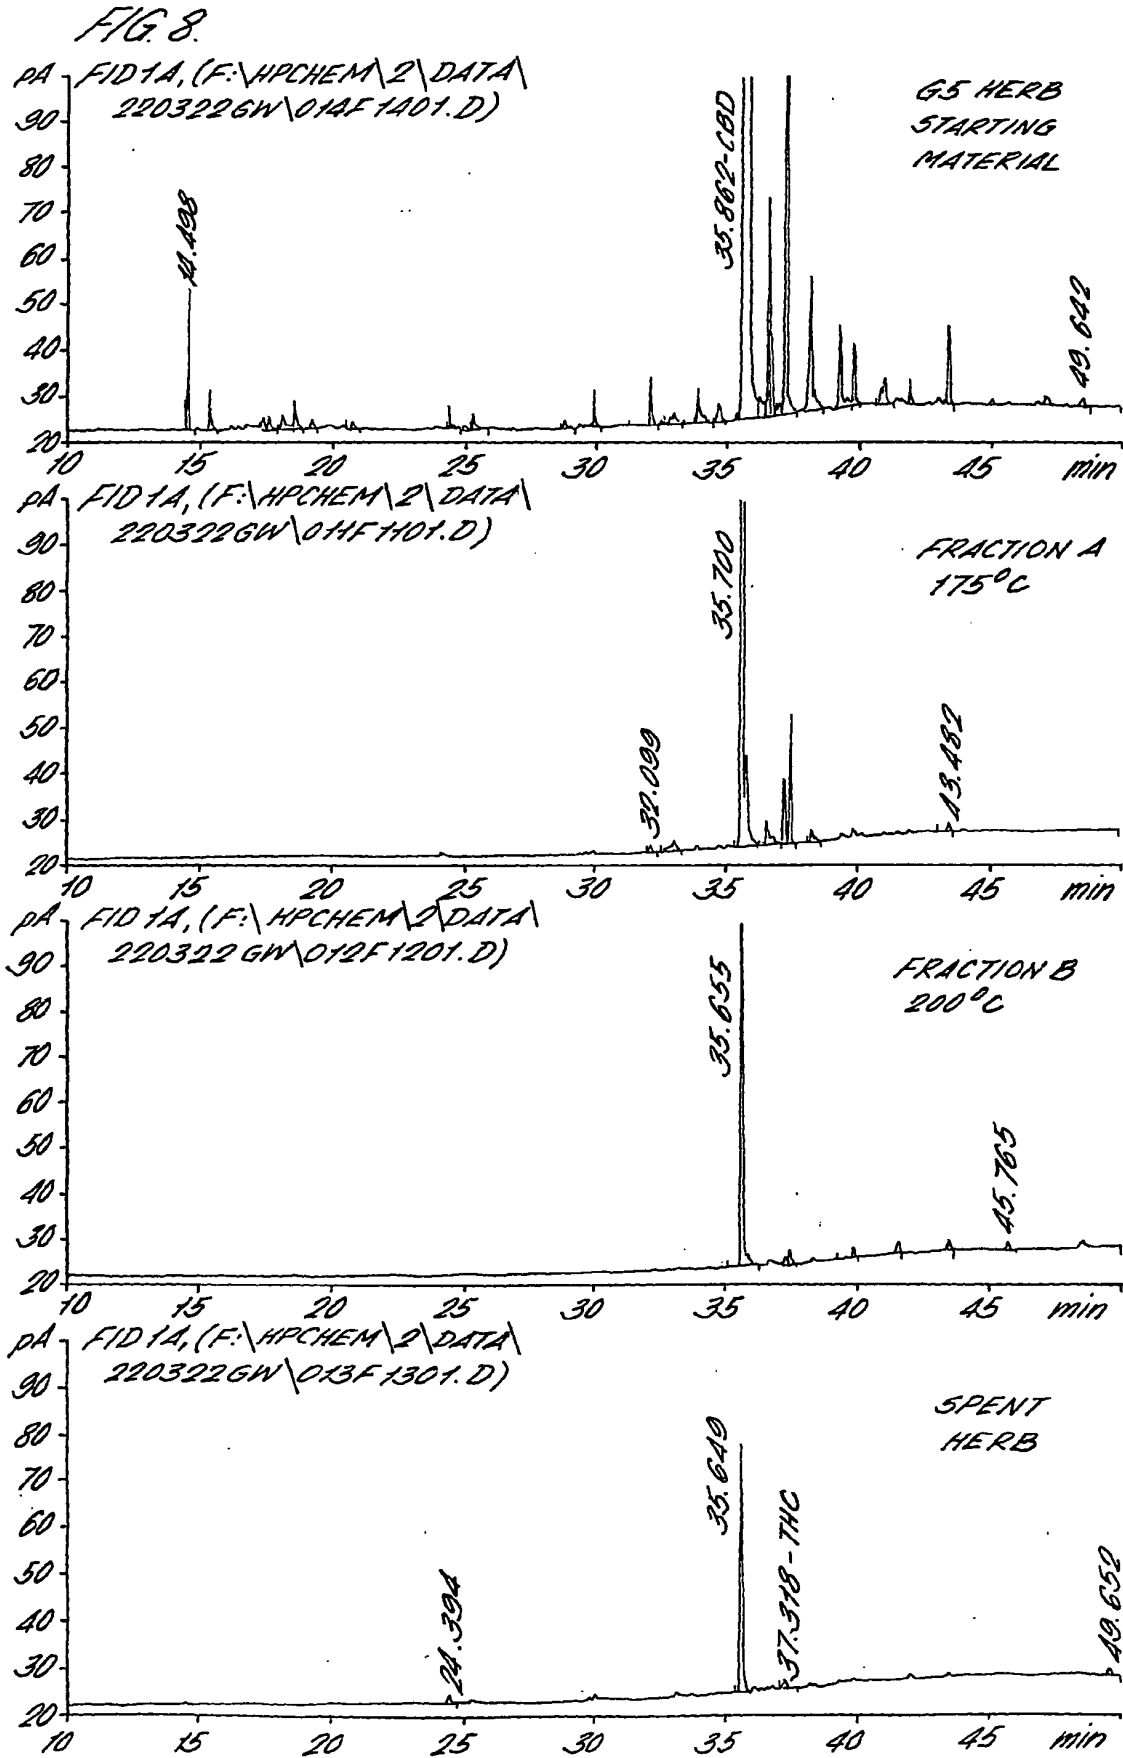 FIG. 8.
pA FID1A, (F:\HPCHEM\2\DATA\
220322GW\014F1401.D)
G5 HERB
STARTING
MATERIAL
90
80
70
60
50
40
30
20
14.498
35.862-CBD
49.642
10 15 20 25 30 35 40 45 min
pA FID1A, (F:\HPCHEM\2\DATA\
220322GW\011F1101.D)
FRACTION A
175°C
90
80
70
60
50
40
30
20
32.099
35.700
43.482
10 15 20 25 30 35 40 45 min
pA FID1A, (F:\HPCHEM\2\DATA\
220322GW\012F1201.D)
FRACTION B
200°C
90
80
70
60
50
40
30
20
35.655
45.765
10 15 20 25 30 35 40 45 min
pA FID1A, (F:\HPCHEM\2\DATA\
220322GW\013F1301.D)
SPENT
HERB
90
80
70
60
50
40
30
20
24.394
35.649
37.318-THC
49.652
10 15 20 25 30 35 40 45 min